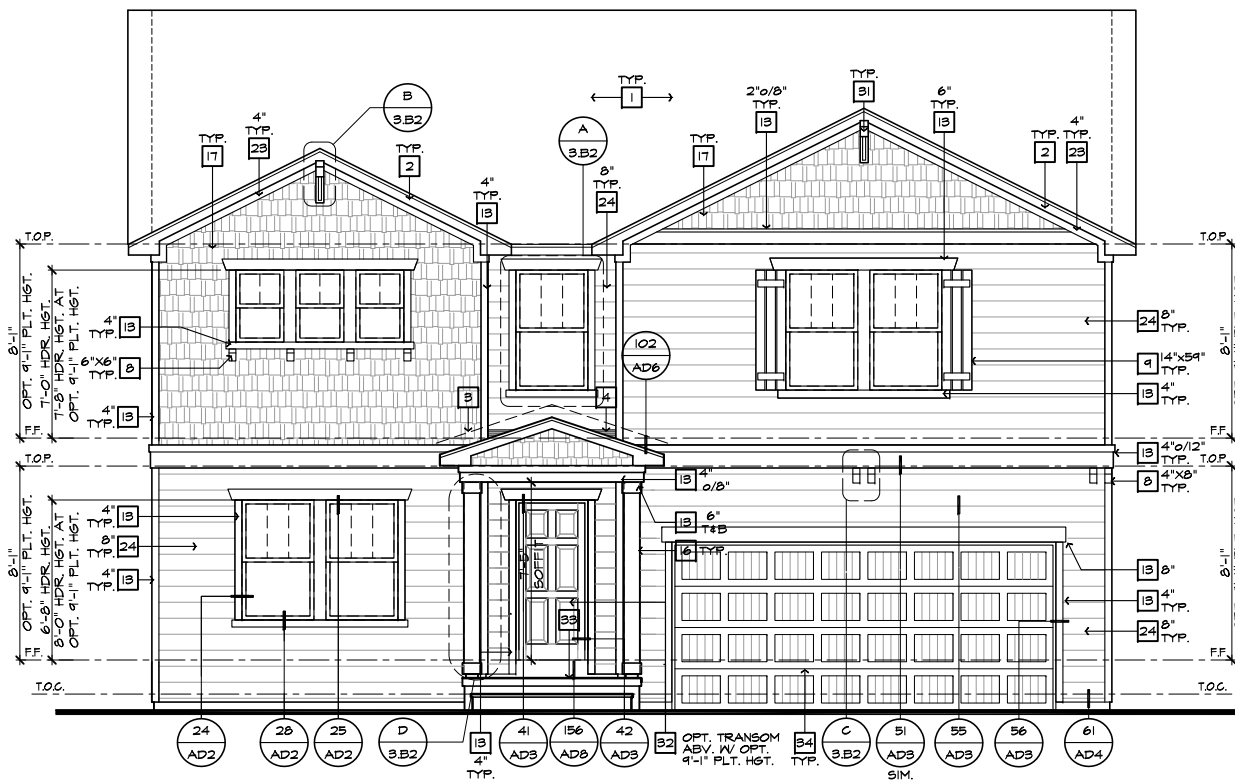 B
3.B2
TYP.
1
A
3.B2
TYP.
31
2"o/8"
TYP.
13
6"
TYP.
13
TYP.
17
4"
TYP.
23
TYP.
2
4"
TYP.
13
8"
TYP.
24
TYP.
17
TYP.
2
4"
TYP.
23
T.O.P.
T.O.P.
8'-1"
OPT. 9'-1" PLT. HGT.
7'-0" HDR. HGT.
7'-8" HDR. HGT. AT
OPT. 9'-1" PLT. HGT.
4"
TYP.
13
6"X6"
TYP.
8
4"
TYP.
13
102
AD6
3
4
24
8"
TYP.
9
14"x59"
TYP.
13
4"
TYP.
8'-1"
F.F.
F.F.
T.O.P.
T.O.P.
13
4"o/12"
TYP.
8
4"X8"
TYP.
13
4"
o/8"
13
6"
T&B
16
TYP.
8'-1"
OPT. 9'-1" PLT. HGT.
6'-8" HDR. HGT.
8'-0" HDR. HGT. AT
OPT. 9'-1" PLT. HGT.
4"
TYP.
13
8"
TYP.
24
4"
TYP.
13
7'-5"
SOFFIT
33
13
8"
13
4"
TYP.
24
8"
TYP.
8'-1"
F.F.
F.F.
T.O.C.
T.O.C.
24
AD2
28
AD2
25
AD2
D
3.B2
13
4"
TYP.
41
AD3
156
AD8
42
AD3
32
OPT. TRANSOM
ABV. W/ OPT.
9'-1" PLT. HGT.
34
TYP.
C
3.B2
51
AD3
SIM.
55
AD3
56
AD3
61
AD4